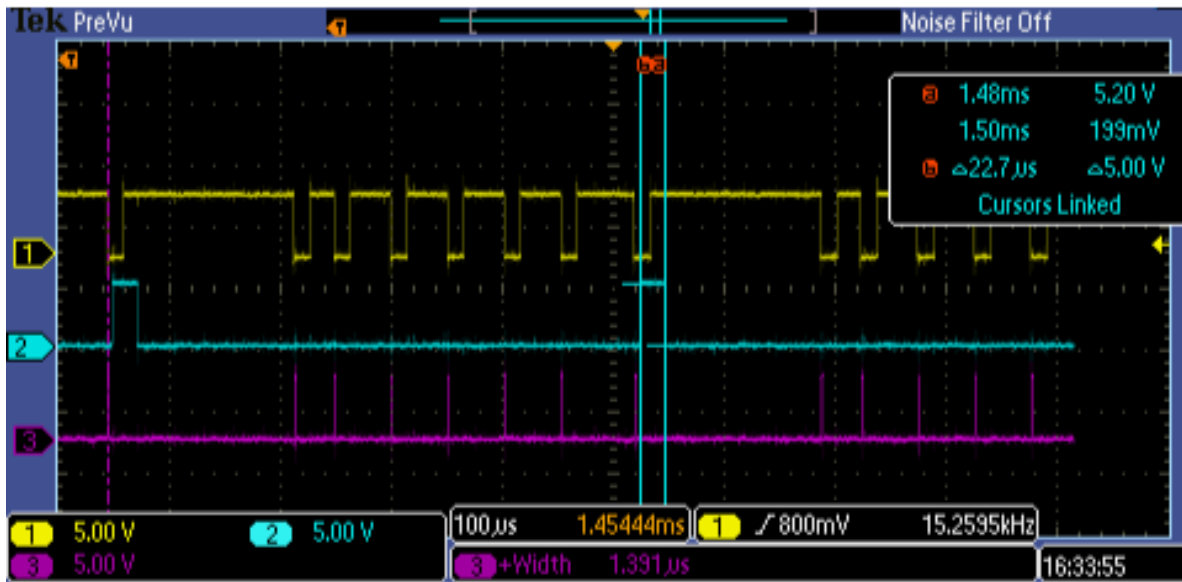 Tek PreVu
Noise Filter Off
T
T
b a
a 1.48ms 5.20 V
1.50ms 199mV
b △22.7µs △5.00 V
Cursors Linked
1
2
3
1 5.00 V 2 5.00 V
3 5.00 V
100µs 1.45444ms
1 800mV 15.2595kHz
3 +Width 1.391µs
16:33:55